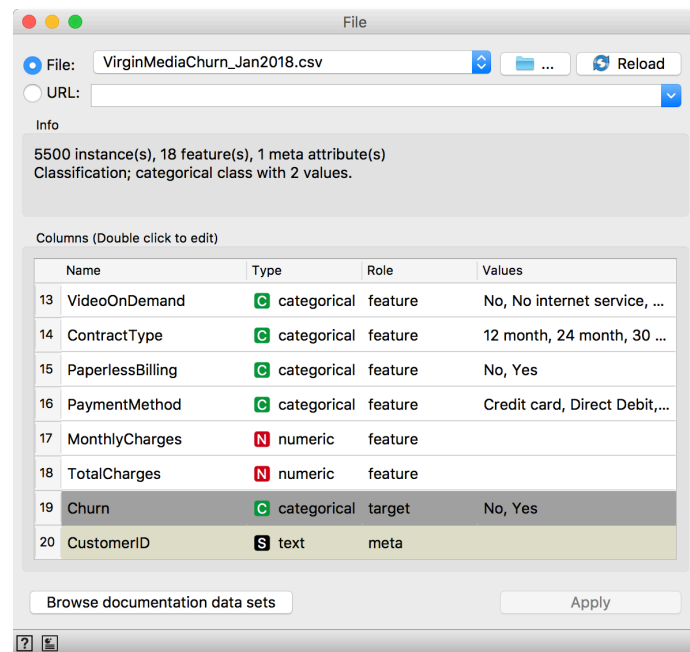 File
File: VirginMediaChurn_Jan2018.csv ... Reload
URL:
Info
5500 instance(s), 18 feature(s), 1 meta attribute(s)
Classification; categorical class with 2 values.
Columns (Double click to edit)
Name Type Role Values
13 VideoOnDemand C categorical feature No, No internet service, ...
14 ContractType C categorical feature 12 month, 24 month, 30 ...
15 PaperlessBilling C categorical feature No, Yes
16 PaymentMethod C categorical feature Credit card, Direct Debit,...
17 MonthlyCharges N numeric feature
18 TotalCharges N numeric feature
19 Churn C categorical target No, Yes
20 CustomerID S text meta
Browse documentation data sets Apply
?